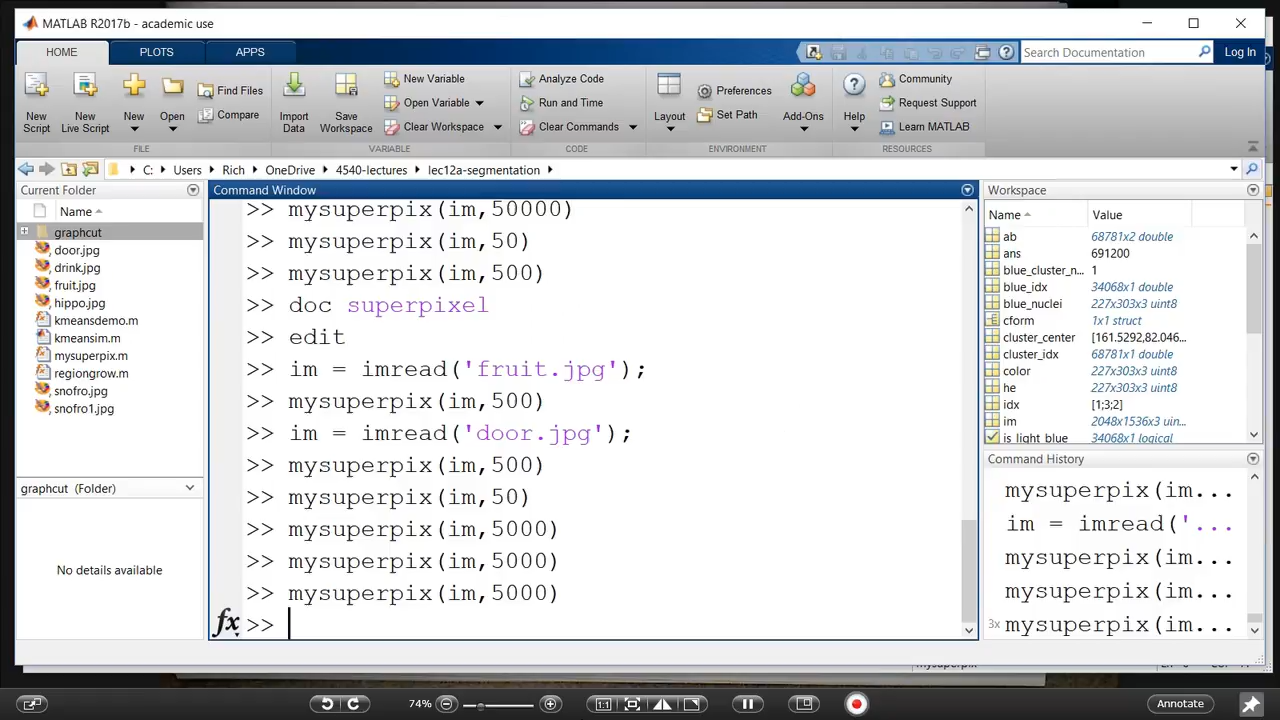 MATLAB R2017b - academic use
HOME PLOTS APPS
Search Documentation Log In
New Script
New Live Script
New
Open
Find Files
Compare
Import Data
Save Workspace
New Variable
Open Variable
Clear Workspace
Analyze Code
Run and Time
Clear Commands
Layout
Preferences
Set Path
Add-Ons
Help
Community
Request Support
Learn MATLAB
FILE VARIABLE CODE ENVIRONMENT RESOURCES
C: Users Rich OneDrive 4540-lectures lec12a-segmentation
Current Folder
Name
graphcut
door.jpg
drink.jpg
fruit.jpg
hippo.jpg
kmeansdemo.m
kmeansim.m
mysuperpix.m
regiongrow.m
snofro.jpg
snofro1.jpg
graphcut (Folder)
No details available
Command Window
>> mysuperpix(im,50000)
>> mysuperpix(im,50)
>> mysuperpix(im,500)
>> doc superpixel
>> edit
>> im = imread('fruit.jpg');
>> mysuperpix(im,500)
>> im = imread('door.jpg');
>> mysuperpix(im,500)
>> mysuperpix(im,50)
>> mysuperpix(im,5000)
>> mysuperpix(im,5000)
>> mysuperpix(im,5000)
fx >>
Workspace
Name Value
ab 68781x2 double
ans 691200
blue_cluster_n... 1
blue_idx 34068x1 double
blue_nuclei 227x303x3 uint8
cform 1x1 struct
cluster_center [161.5292,82.046...
cluster_idx 68781x1 double
color 227x303x3 uint8
he 227x303x3 uint8
idx [1;3;2]
im 2048x1536x3 uin...
is_light_blue 34068x1 logical
Command History
mysuperpix(im...
im = imread('...
mysuperpix(im...
mysuperpix(im...
3x mysuperpix(im...
74%
1:1
Annotate